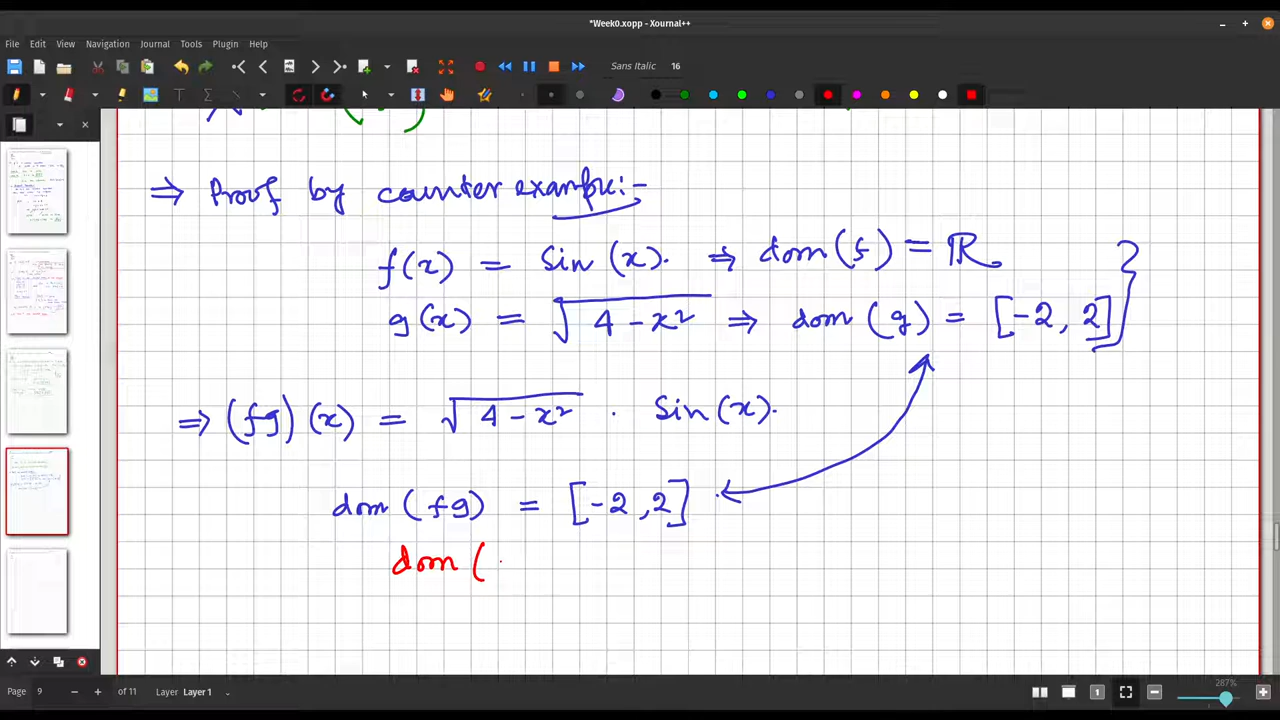 *Week0.xopp - Xournal++
File Edit View Navigation Journal Tools Plugin Help
Sans Italic 16
⇒ Proof by counter example:-
f(x) = Sin(x). ⇒ dom(f) = ℝ
g(x) = √4-x² ⇒ dom(g) = [-2, 2]
⇒ (fg)(x) = √4-x² · Sin(x).
dom(fg) = [-2,2]
dom(
Page 9 of 11 Layer Layer 1 287%